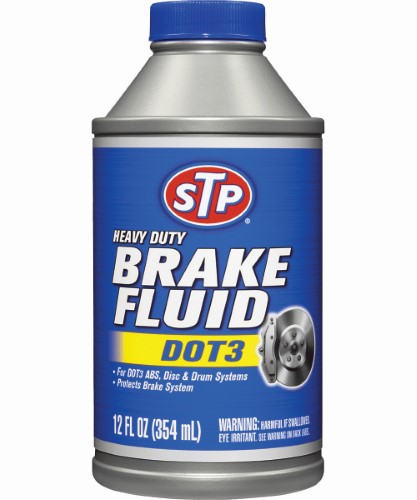 STP®
HEAVY DUTY
BRAKE
FLUID
DOT3
• For DOT3 ABS, Disc & Drum Systems
• Protects Brake System
12 FL OZ (354 mL)
WARNING: HARMFUL IF SWALLOWED.
EYE IRRITANT. SEE WARNING ON BACK LABEL.